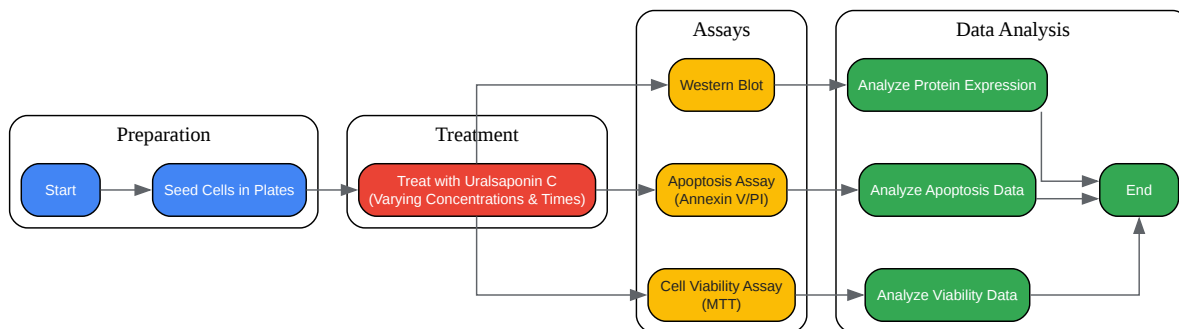 Preparation
Start
Seed Cells in Plates
Treatment
Treat with Uralsaponin C
(Varying Concentrations & Times)
Assays
Western Blot
Apoptosis Assay
(Annexin V/PI)
Cell Viability Assay
(MTT)
Data Analysis
Analyze Protein Expression
Analyze Apoptosis Data
Analyze Viability Data
End